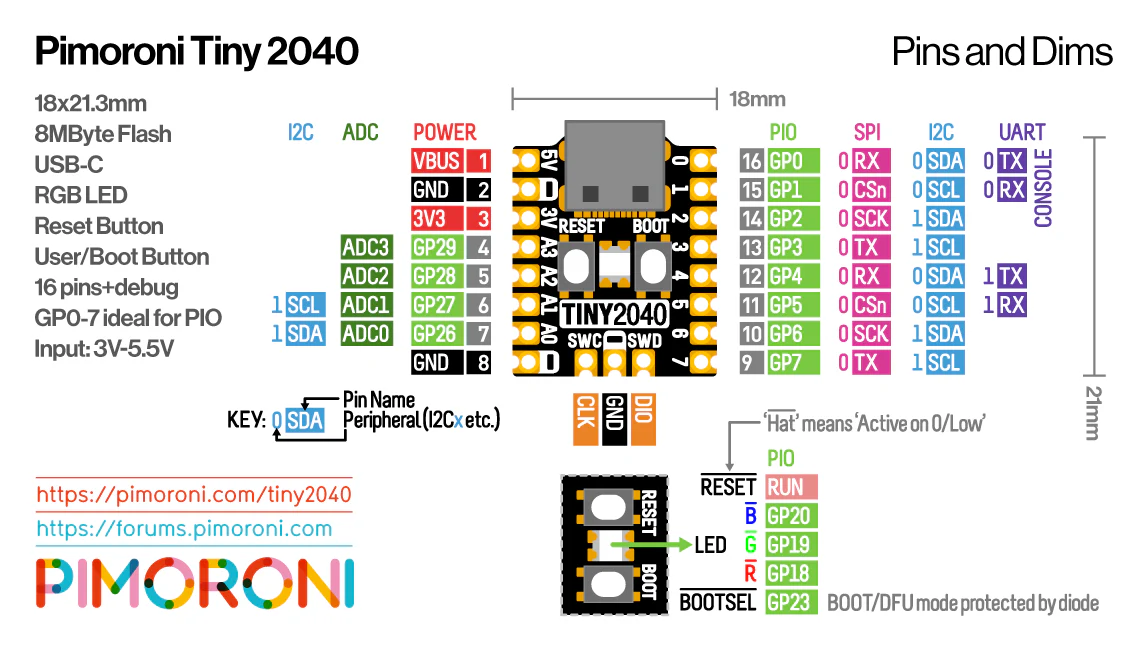 Pimoroni Tiny 2040
Pins and Dims
18x21.3mm
8MByte Flash
USB-C
RGB LED
Reset Button
User/Boot Button
16 pins+debug
GP0-7 ideal for PIO
Input: 3V-5.5V
18mm
I2C ADC POWER PIO SPI I2C UART
VBUS 1 5V 0 16 GP0 0 RX 0 SDA 0 TX
GND 2 D 1 15 GP1 0 CSn 0 SCL 0 RX
CONSOLE
3V3 3 3V 2 14 GP2 0 SCK 1 SDA
RESET BOOT
ADC3 GP29 4 A3 3 13 GP3 0 TX 1 SCL
ADC2 GP28 5 A2 4 12 GP4 0 RX 0 SDA 1 TX
1 SCL ADC1 GP27 6 A1 5 11 GP5 0 CSn 0 SCL 1 RX
TINY2040
1 SDA ADC0 GP26 7 A0 6 10 GP6 0 SCK 1 SDA
SWC D SWD
GND 8 D 7 9 GP7 0 TX 1 SCL
21mm
CLK GND DIO
Pin Name
KEY: 0 SDA Peripheral (I2Cx etc.)
'Hat' means 'Active on 0/Low'
PIO
RESET RUN
B GP20
LED G GP19
R GP18
BOOTSEL GP23 BOOT/DFU mode protected by diode
RESET
BOOT
https://pimoroni.com/tiny2040
https://forums.pimoroni.com
PIMORONI